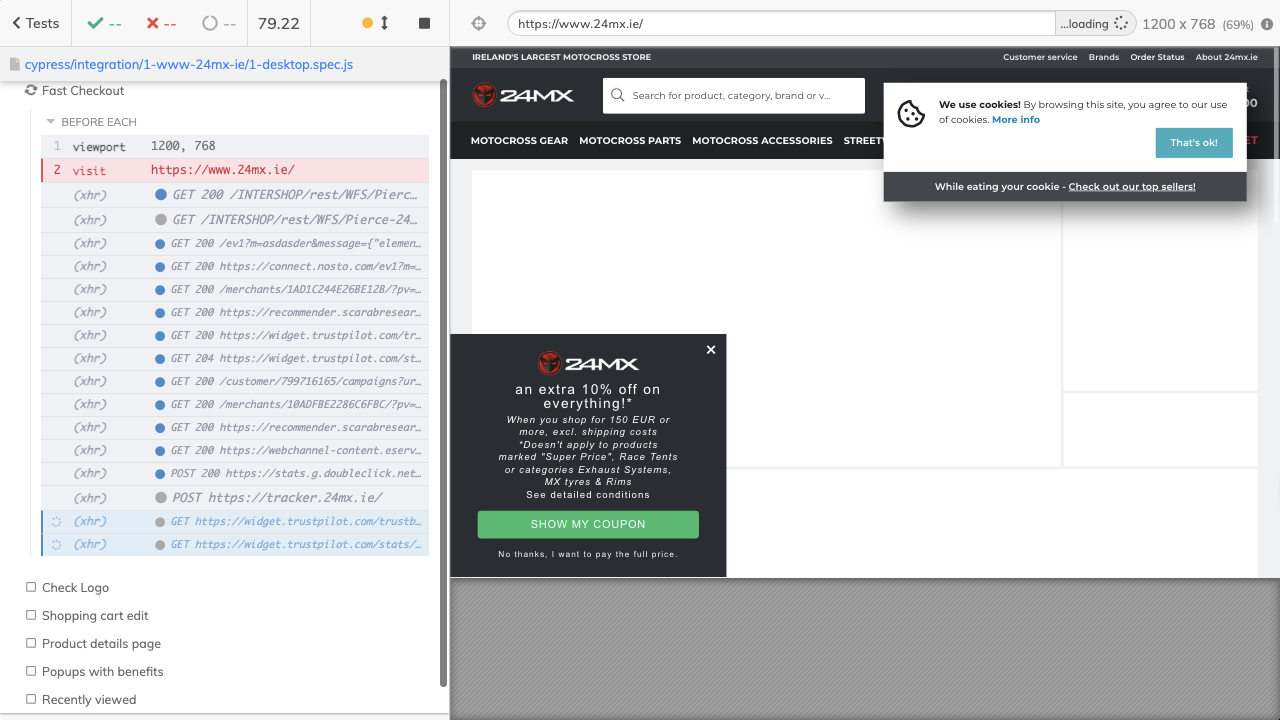 Tests
--
--
--
79.22
cypress/integration/1-www-24mx-ie/1-desktop.spec.js
Fast Checkout
BEFORE EACH
1 viewport 1200, 768
2 visit https://www.24mx.ie/
(xhr) GET 200 /INTERSHOP/rest/WFS/Pierc…
(xhr) GET /INTERSHOP/rest/WFS/Pierce-24…
(xhr) GET 200 /ev1?m=asdasder&message={"elemen…
(xhr) GET 200 https://connect.nosto.com/ev1?m=…
(xhr) GET 200 /merchants/1AD1C244E26BE12B/?pv=…
(xhr) GET 200 https://recommender.scarabresear…
(xhr) GET 200 https://widget.trustpilot.com/tr…
(xhr) GET 204 https://widget.trustpilot.com/st…
(xhr) GET 200 /customer/799716165/campaigns?ur…
(xhr) GET 200 /merchants/10ADFBE2286C6FBC/?pv=…
(xhr) GET 200 https://recommender.scarabresear…
(xhr) GET 200 https://webchannel-content.eserv…
(xhr) POST 200 https://stats.g.doubleclick.net…
(xhr) POST https://tracker.24mx.ie/
(xhr) GET https://widget.trustpilot.com/trustb…
(xhr) GET https://widget.trustpilot.com/stats/…
Check Logo
Shopping cart edit
Product details page
Popups with benefits
Recently viewed
https://www.24mx.ie/
...loading
1200 x 768 (69%)
IRELAND'S LARGEST MOTOCROSS STORE
Customer service Brands Order Status About 24mx.ie
24MX
Search for product, category, brand or v...
00
MOTOCROSS GEAR MOTOCROSS PARTS MOTOCROSS ACCESSORIES STREETW
ET
We use cookies! By browsing this site, you agree to our use
of cookies. More info
That's ok!
While eating your cookie - Check out our top sellers!
24MX
an extra 10% off on
everything!*
When you shop for 150 EUR or
more, excl. shipping costs
*Doesn't apply to products
marked "Super Price", Race Tents
or categories Exhaust Systems,
MX tyres & Rims
See detailed conditions
SHOW MY COUPON
No thanks, I want to pay the full price.